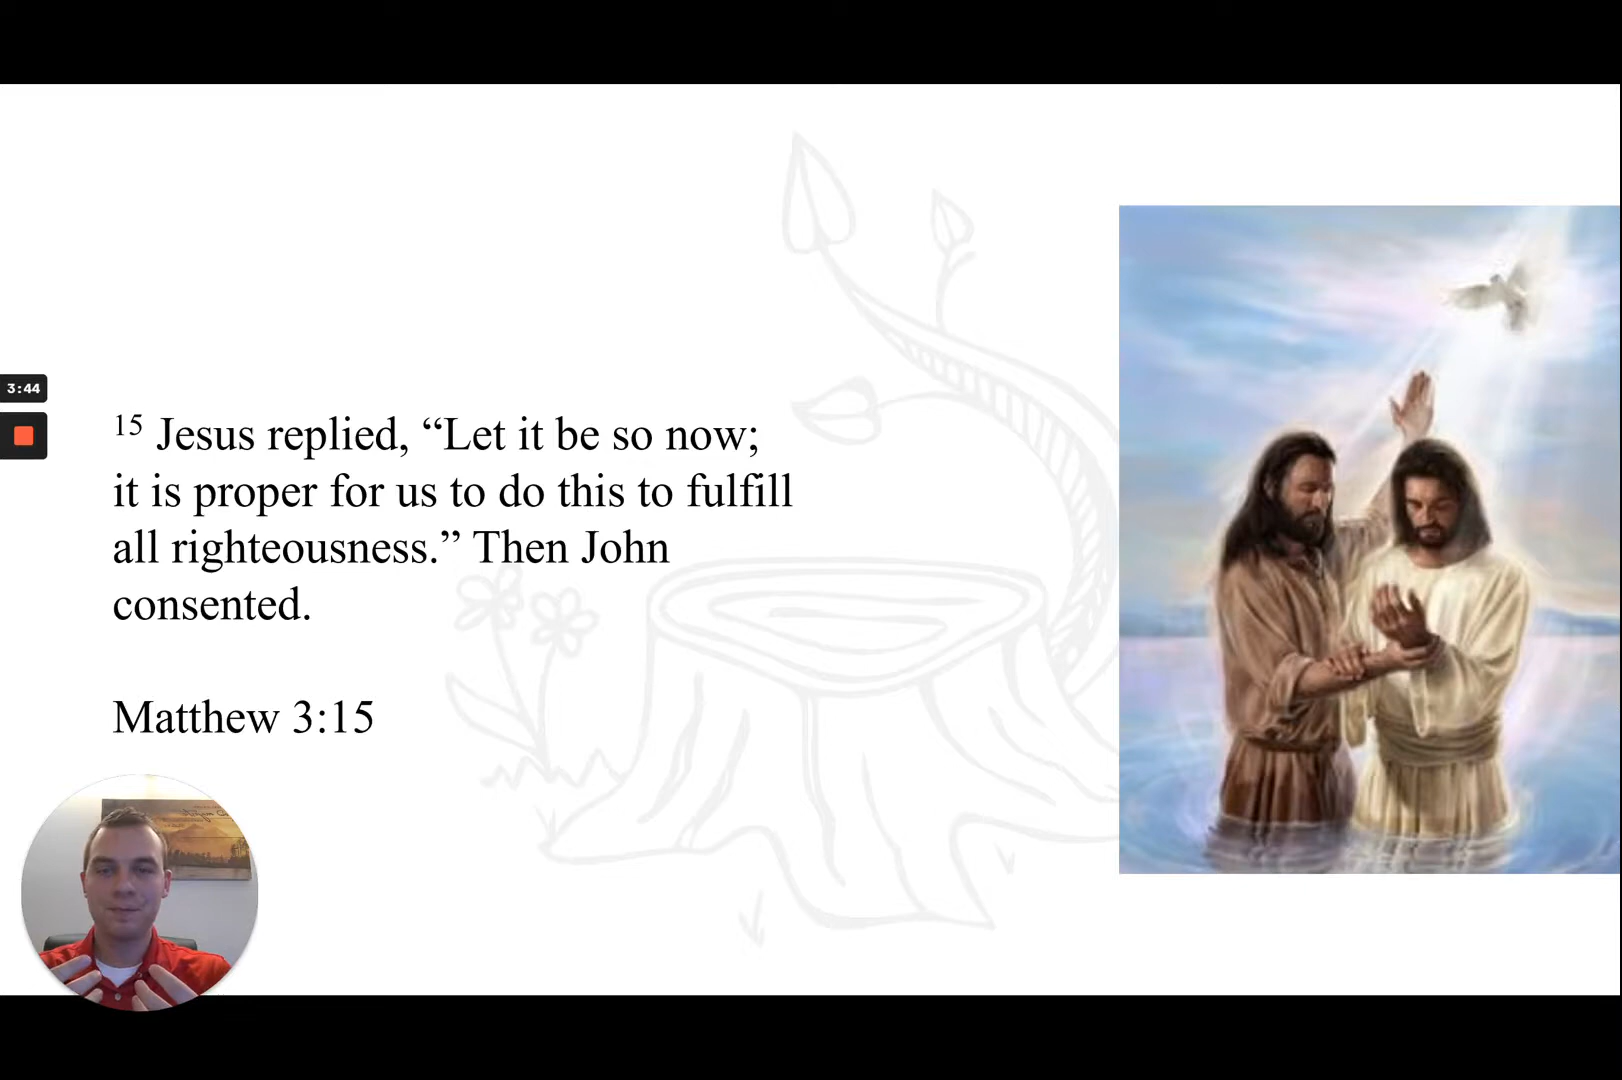 3:44
15 Jesus replied, “Let it be so now;
it is proper for us to do this to fulfill
all righteousness.” Then John
consented.
Matthew 3:15